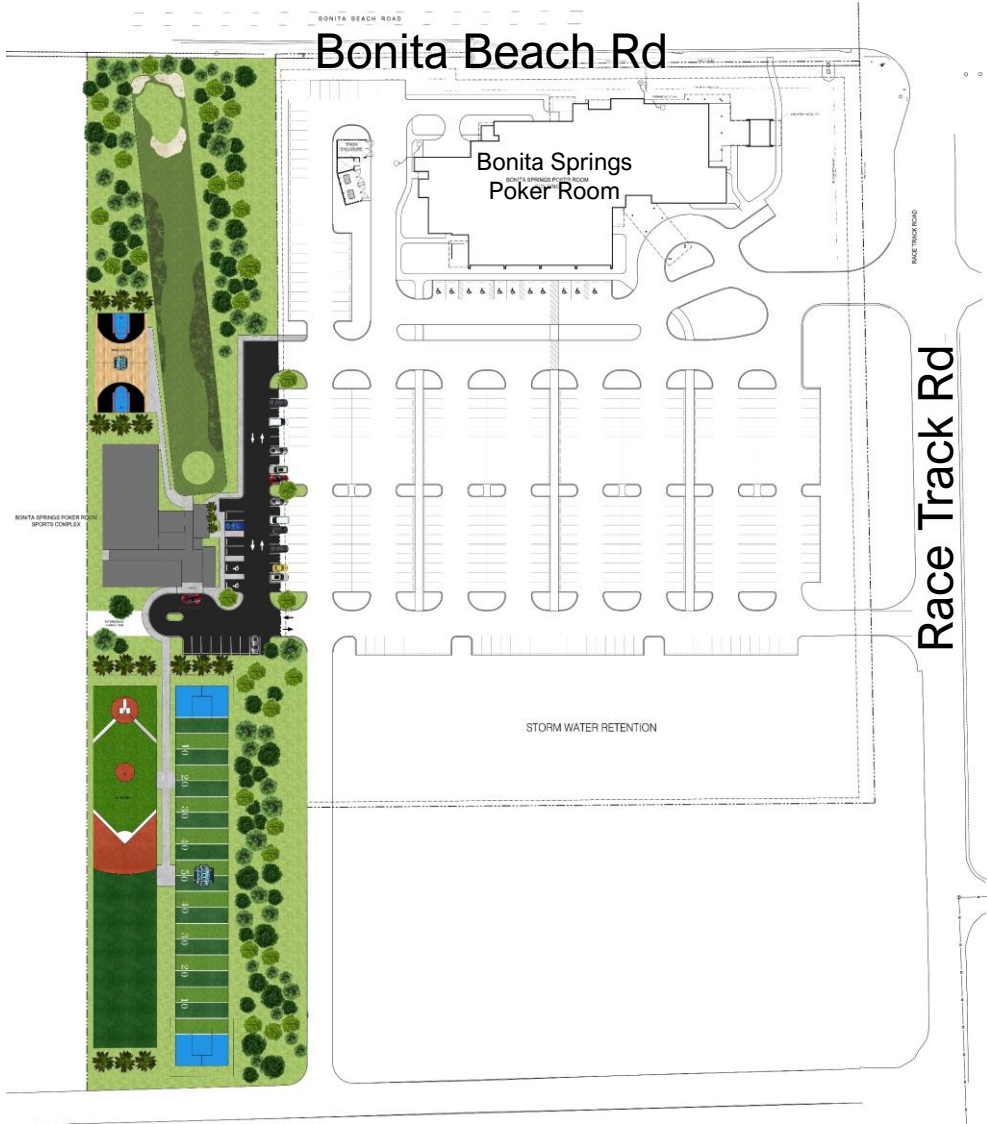 BONITA BEACH ROAD
Bonita Beach Rd
TRASH
ENCLOSURE
Bonita Springs
BONITA SPRINGS POKER ROOM
Poker Room
RACE TRACK ROAD
Race Track Rd
BONITA SPRINGS POKER ROOM
SPORTS COMPLEX
STORM WATER RETENTION
10
20
30
40
50
40
30
20
10